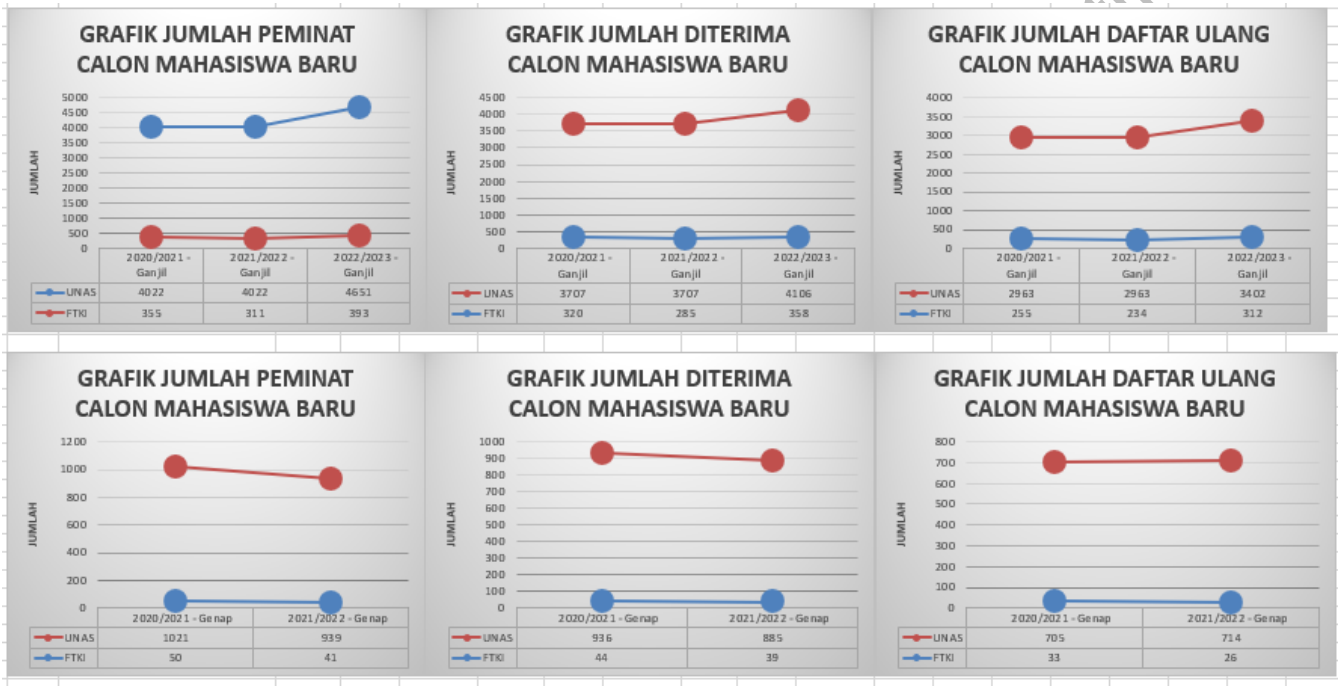 GRAFIK JUMLAH PEMINAT
CALON MAHASISWA BARU
5000
4500
4000
3500
3000
2500
2000
1500
1000
500
0
JUMLAH
2020/2021 - Ganjil
2021/2022 - Ganjil
2022/2023 - Ganjil
UNAS 4022 4022 4651
FTKI 355 311 393
GRAFIK JUMLAH DITERIMA
CALON MAHASISWA BARU
4500
4000
3500
3000
2500
2000
1500
1000
500
0
JUMLAH
2020/2021 - Ganjil
2021/2022 - Ganjil
2022/2023 - Ganjil
UNAS 3707 3707 4106
FTKI 320 285 358
GRAFIK JUMLAH DAFTAR ULANG
CALON MAHASISWA BARU
4000
3500
3000
2500
2000
1500
1000
500
0
JUMLAH
2020/2021 - Ganjil
2021/2022 - Ganjil
2022/2023 - Ganjil
UNAS 2963 2963 3402
FTKI 255 234 312
GRAFIK JUMLAH PEMINAT
CALON MAHASISWA BARU
1200
1000
800
600
400
200
0
JUMLAH
2020/2021 - Genap 2021/2022 - Genap
UNAS 1021 939
FTKI 50 41
GRAFIK JUMLAH DITERIMA
CALON MAHASISWA BARU
1000
900
800
700
600
500
400
300
200
100
0
JUMLAH
2020/2021 - Genap 2021/2022 - Genap
UNAS 936 885
FTKI 44 39
GRAFIK JUMLAH DAFTAR ULANG
CALON MAHASISWA BARU
800
700
600
500
400
300
200
100
0
JUMLAH
2020/2021 - Genap 2021/2022 - Genap
UNAS 705 714
FTKI 33 26